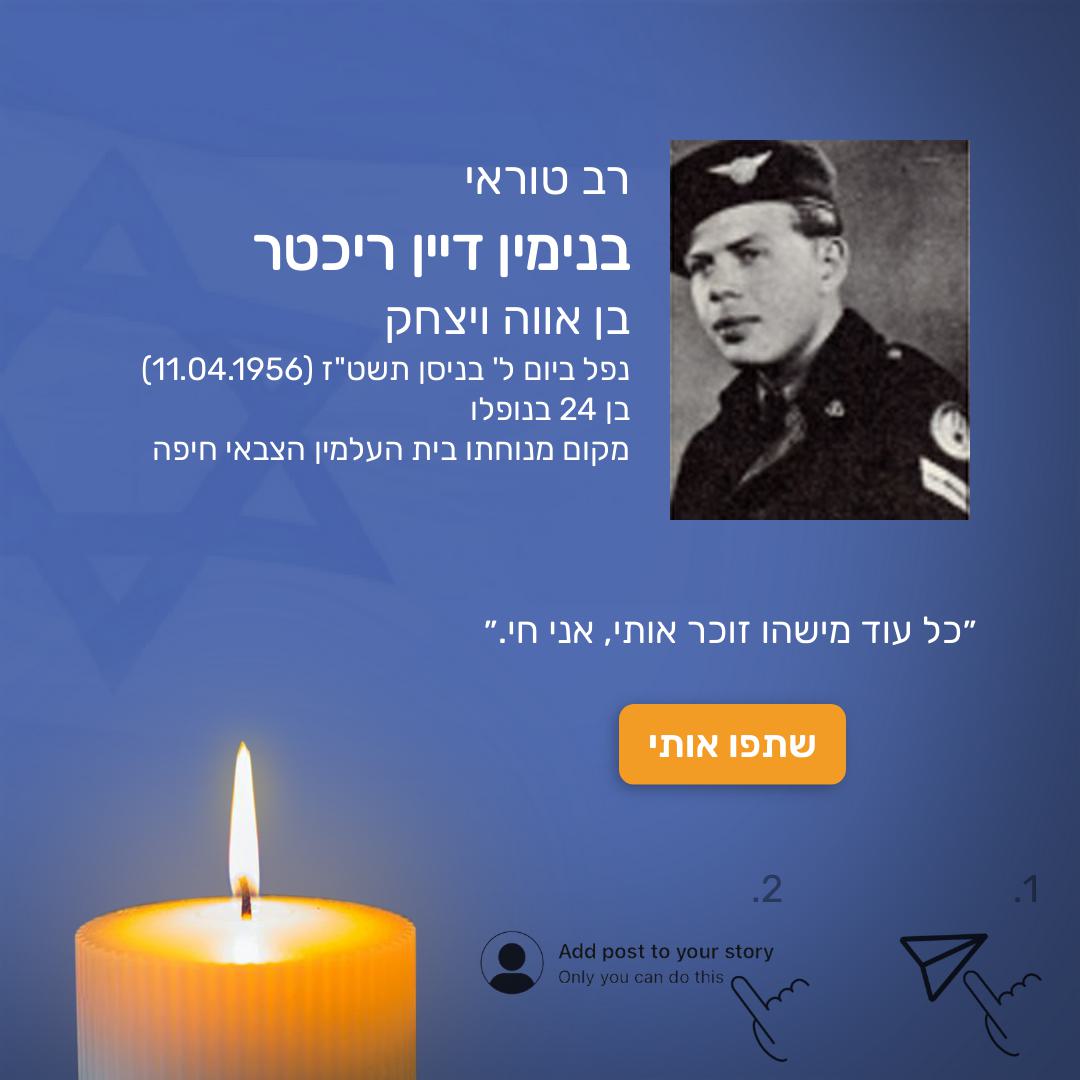 רב טוראי
בנימין דיין ריכטר
בן אווה ויצחק
נפל ביום ל' בניסן תשט"ז (11.04.1956)
בן 24 בנופלו
מקום מנוחתו בית העלמין הצבאי חיפה
״כל עוד מישהו זוכר אותי, אני חי.״
שתפו אותי
.1
.2
Add post to your story
Only you can do this